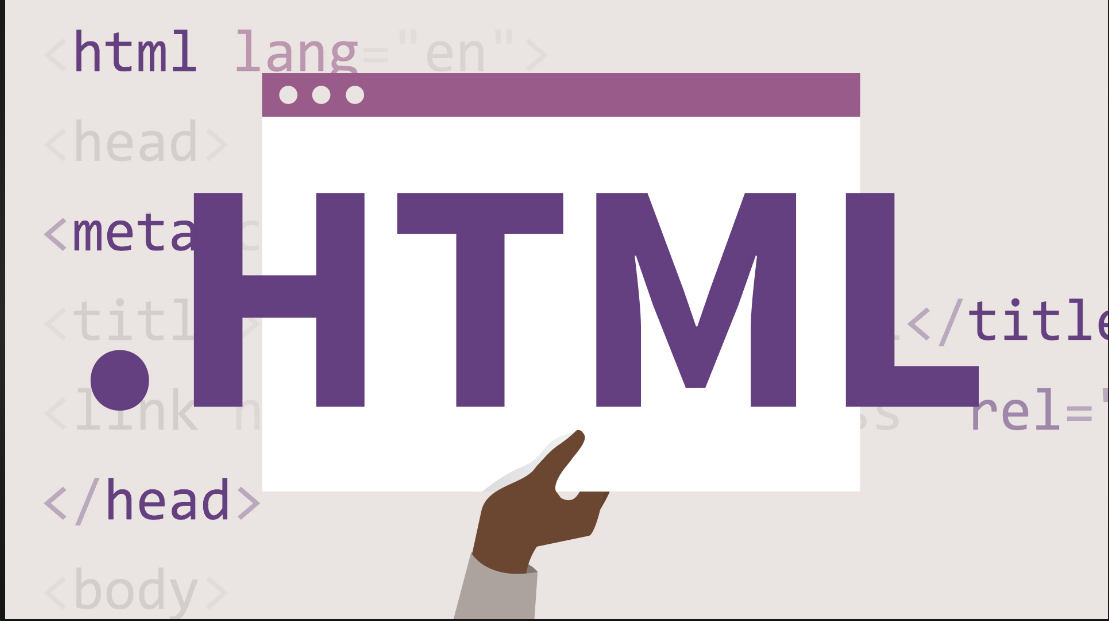 <html lang="en">
<head>
<meta
.HTML
</title
<link rel="
</head>
<body>